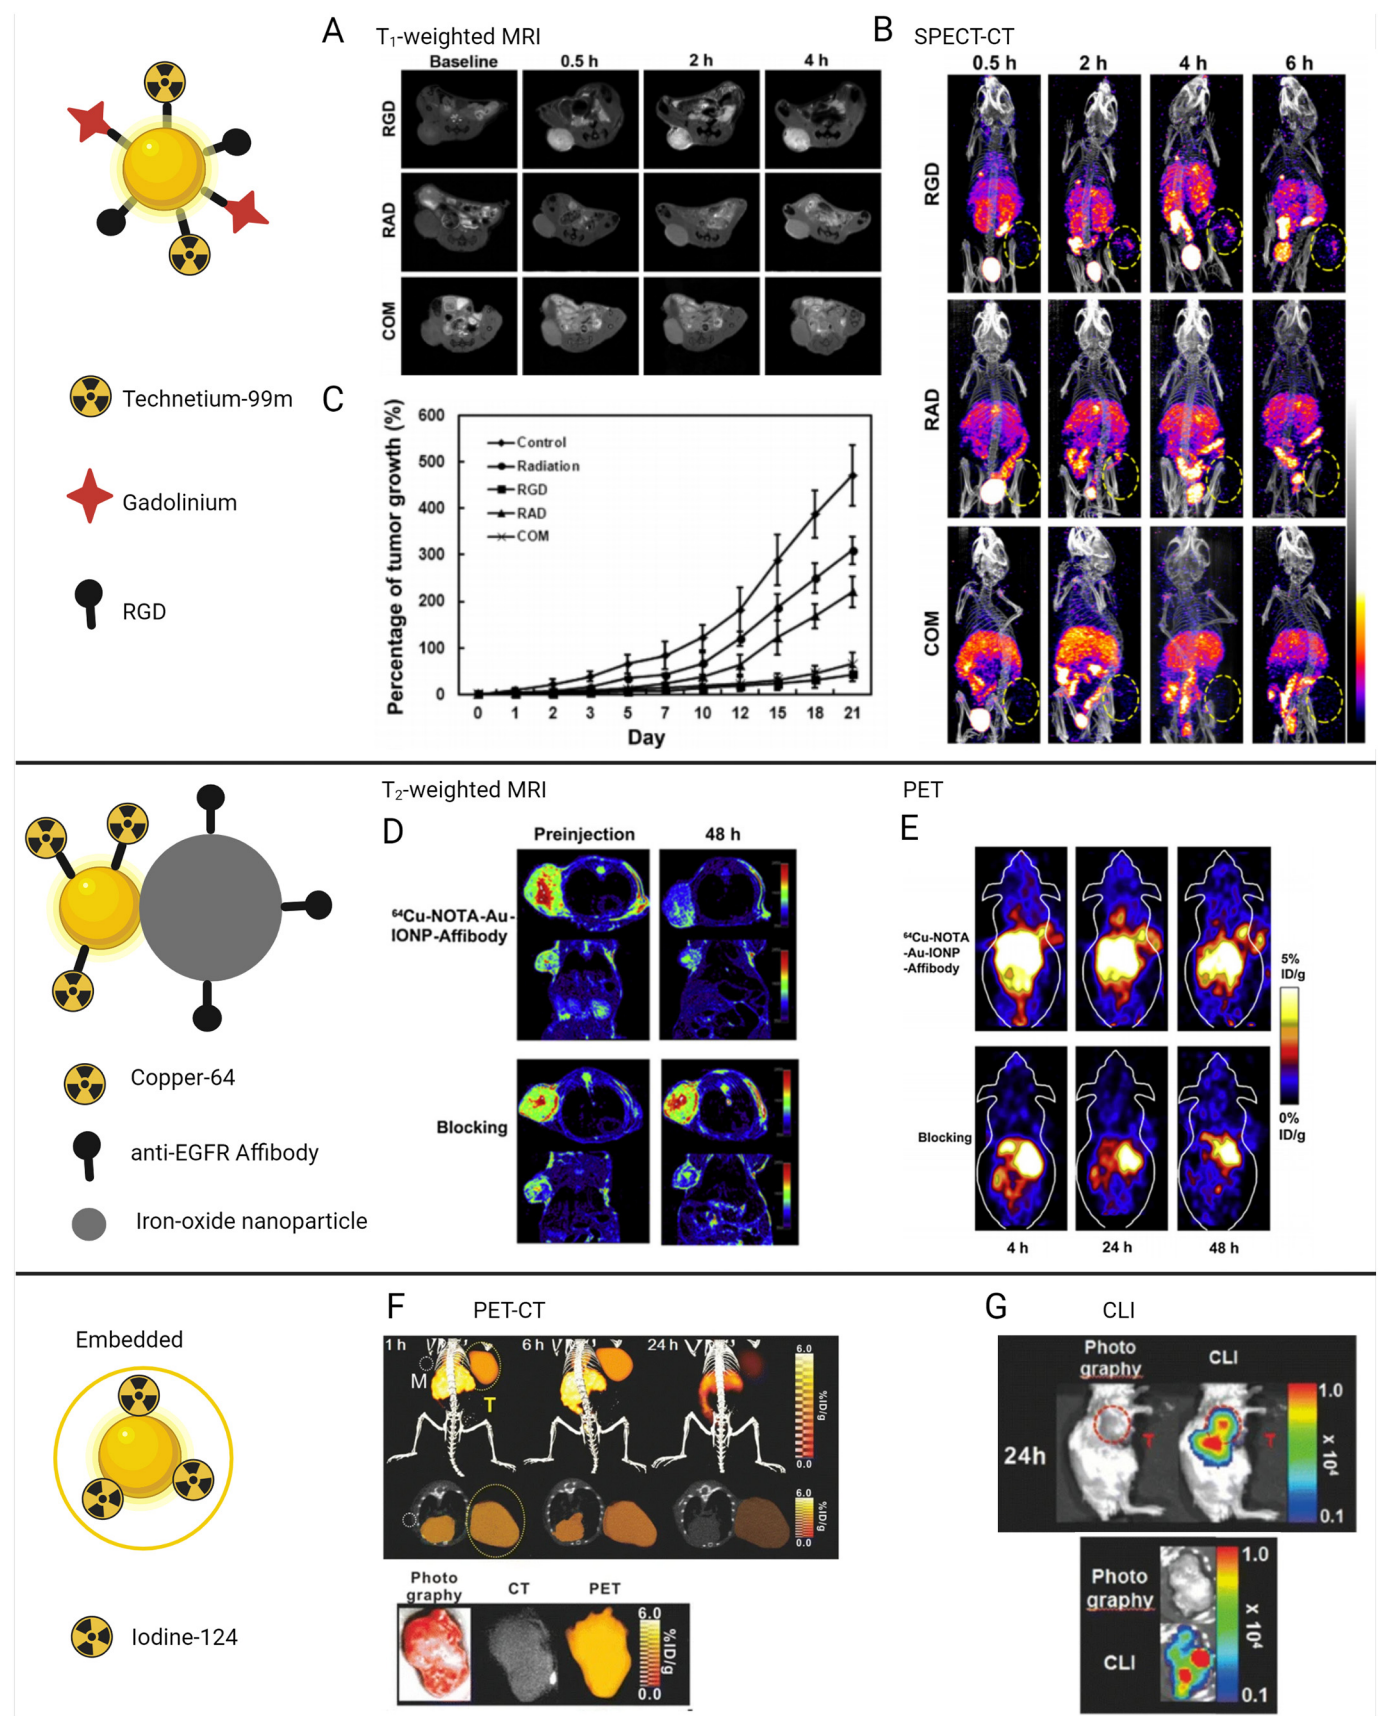 A
T1-weighted MRI
Baseline
0.5 h
2 h
4 h
RGD
RAD
COM
B
SPECT-CT
0.5 h
2 h
4 h
6 h
RGD
RAD
COM
Technetium-99m
Gadolinium
RGD
C
Percentage of tumor growth (%)
600
500
400
300
200
100
0
Control
Radiation
RGD
RAD
COM
0 1 2 3 5 7 10 12 15 18 21
Day
T2-weighted MRI
D
Preinjection
48 h
64Cu-NOTA-Au-
IONP-Affibody
Blocking
Copper-64
anti-EGFR Affibody
Iron-oxide nanoparticle
PET
E
64Cu-NOTA
-Au-IONP
-Affibody
Blocking
4 h
24 h
48 h
5%
ID/g
0%
ID/g
Embedded
Iodine-124
F
PET-CT
1 h
6 h
24 h
M
T
6.0
%ID/g
0.0
6.0
%ID/g
0.0
Photo
graphy
CT
PET
6.0
%ID/g
0.0
G
CLI
Photo
graphy
CLI
24h
T
T
1.0
x 104
0.1
Photo
graphy
CLI
1.0
x 104
0.1